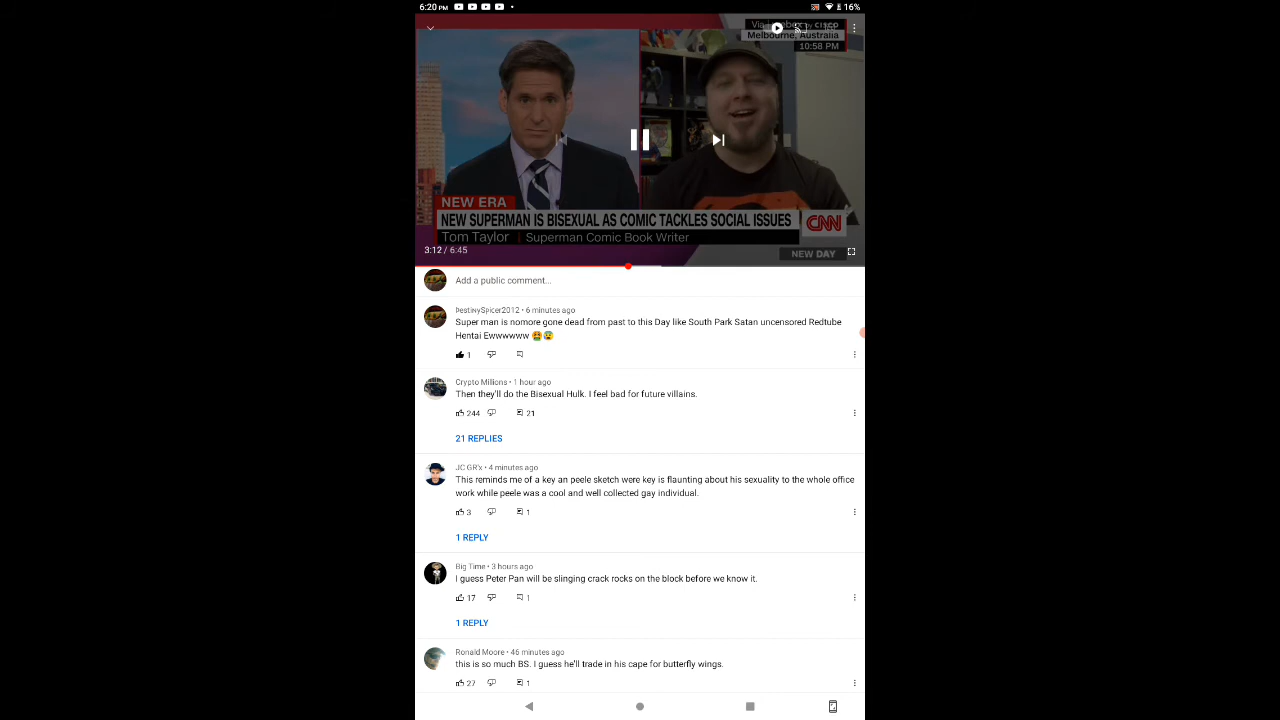 6:20 PM
16%
Via Webex by CISCO
Melbourne, Australia
10:58 PM
NEW ERA
NEW SUPERMAN IS BISEXUAL AS COMIC TACKLES SOCIAL ISSUES
Tom Taylor | Superman Comic Book Writer
CNN
3:12 / 6:45
NEW DAY
Add a public comment...
ÞestiɴySpicer2012 • 6 minutes ago
Super man is nomore gone dead from past to this Day like South Park Satan uncensored Redtube
Hentai Ewwwwww 🤮😰
1
Crypto Millions • 1 hour ago
Then they'll do the Bisexual Hulk. I feel bad for future villains.
244 21
21 REPLIES
JC GR'x • 4 minutes ago
This reminds me of a key an peele sketch were key is flaunting about his sexuality to the whole office
work while peele was a cool and well collected gay individual.
3 1
1 REPLY
Big Time • 3 hours ago
I guess Peter Pan will be slinging crack rocks on the block before we know it.
17 1
1 REPLY
Ronald Moore • 46 minutes ago
this is so much BS. I guess he'll trade in his cape for butterfly wings.
27 1